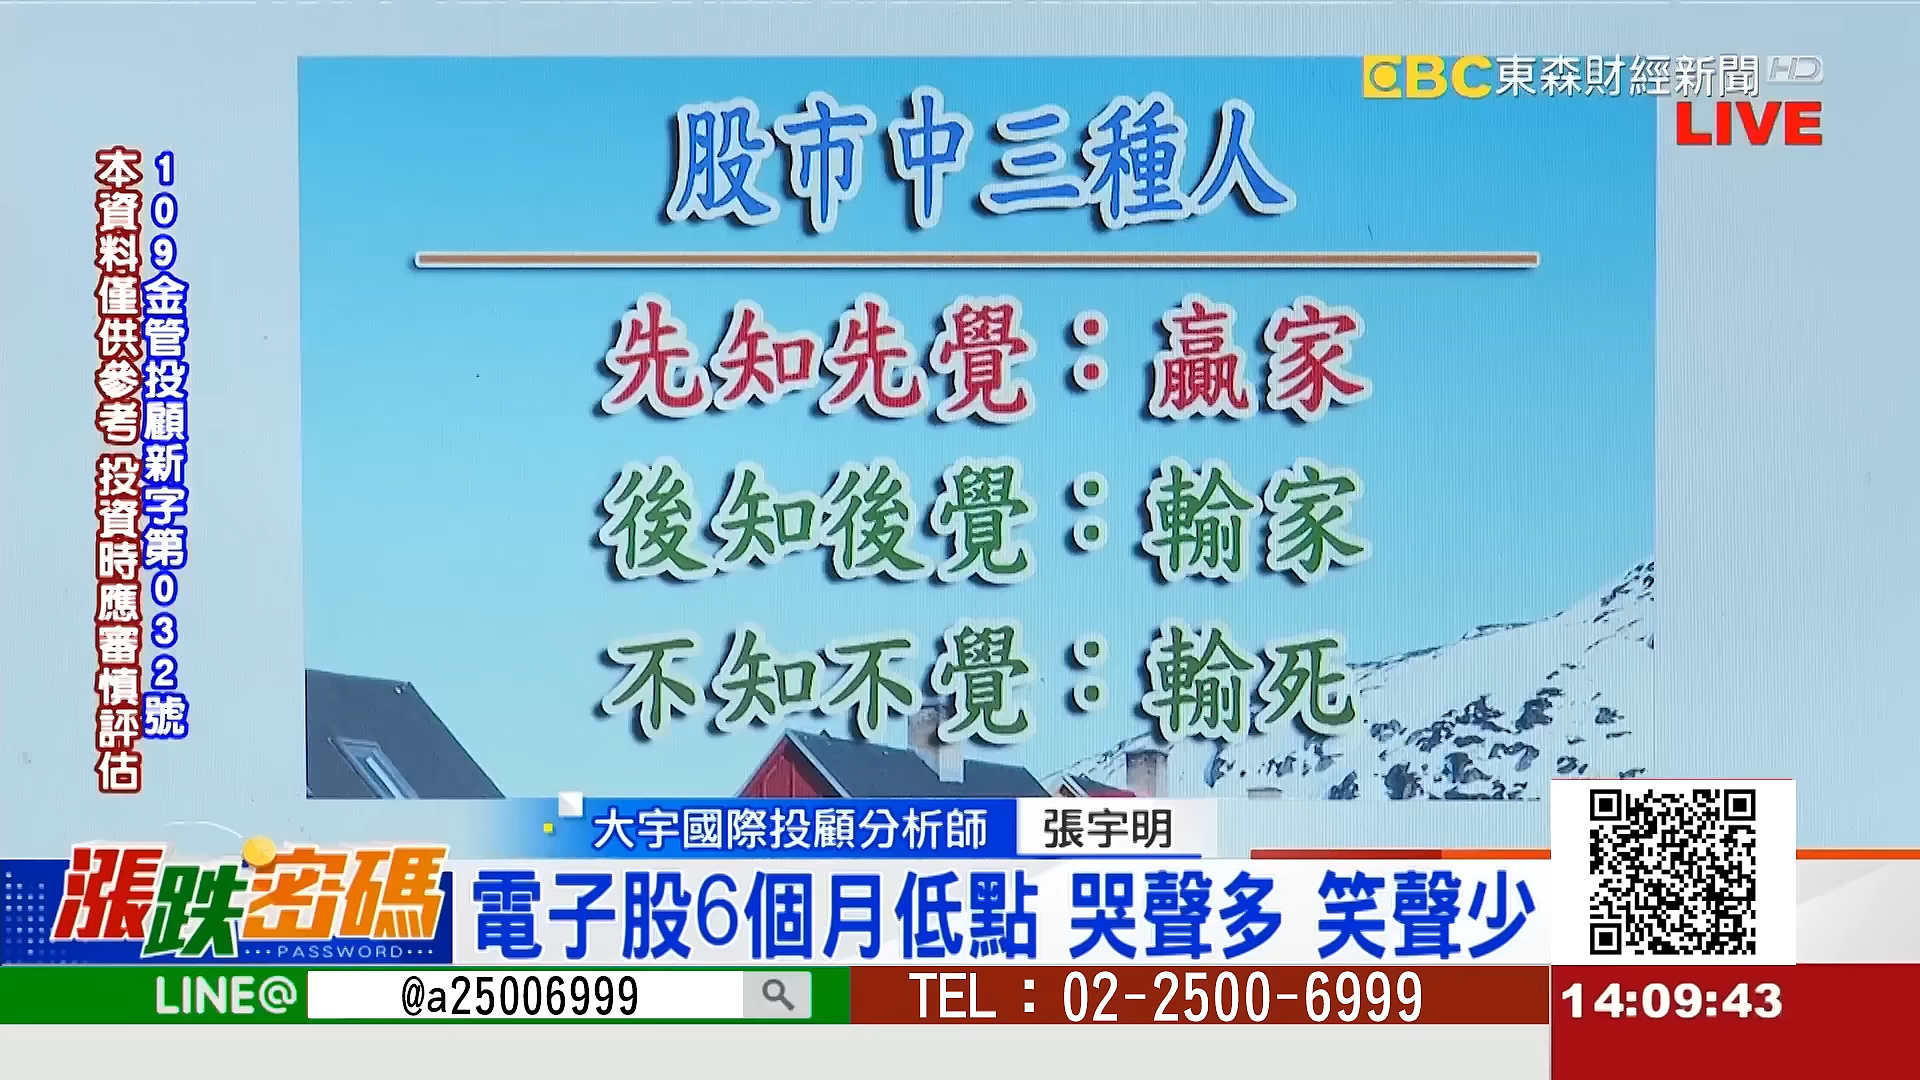 EBC東森財經新聞 HD
LIVE
股市中三種人
先知先覺：贏家
後知後覺：輸家
不知不覺：輸死
109金管投顧新字第032號
本資料僅供參考 投資時應審慎評估
大宇國際投顧分析師 張宇明
漲跌密碼
PASSWORD
電子股6個月低點 哭聲多 笑聲少
LINE@ @a25006999
TEL：02-2500-6999
14:09:43